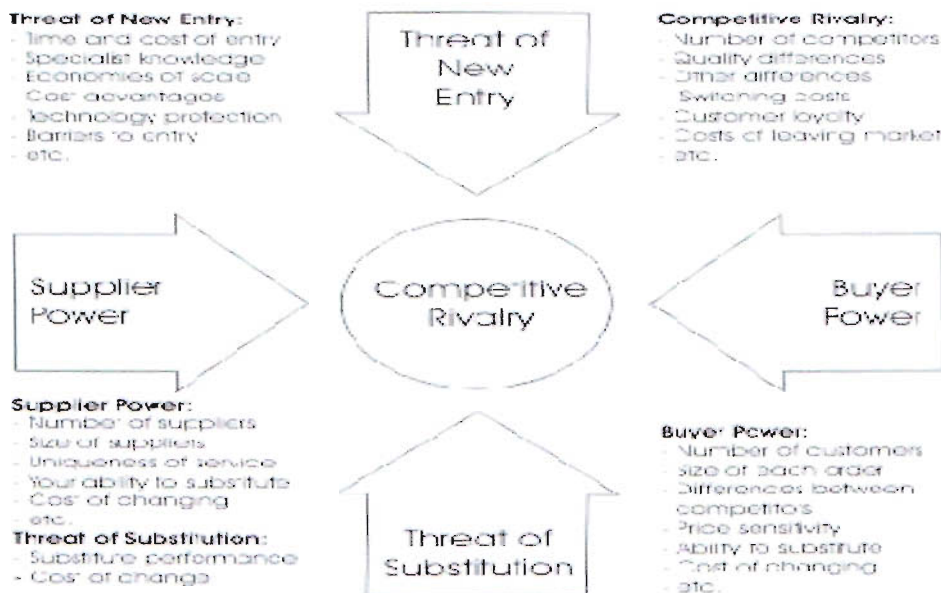 Threat of New Entry:
- Time and cost of entry
- Specialist knowledge
- Economies of scale
Cost advantages
- Technology protection
- Barriers to entry
- etc.
Threat of
New
Entry
Competitive Rivalry:
- Number of competitors
- Quality differences
- Other differences
Switching costs
- Customer loyalty
- Costs of leaving market
- etc.
Supplier
Power
Competitive
Rivalry
Buyer
Power
Supplier Power:
- Number of suppliers
- Size of suppliers
- Uniqueness of service
- Your ability to substitute
- Cost of changing
- etc.
Threat of Substitution:
- Substitute performance
- Cost of change
Threat of
Substitution
Buyer Power:
- Number of customers
- Size of each order
- Differences between
competitors
- Price sensitivity
- Ability to substitute
- Cost of changing
- etc.